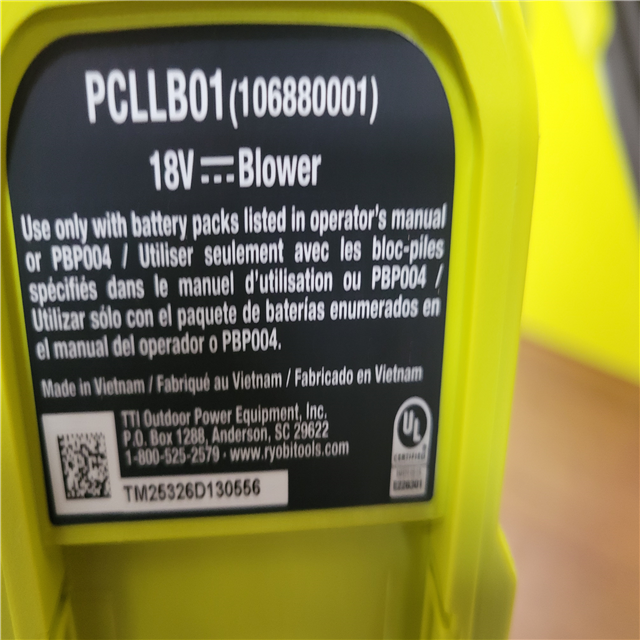 PCLLB01(106880001)
18V Blower
Use only with battery packs listed in operator's manual
or PBP004 / Utiliser seulement avec les bloc-piles
spécifiés dans le manuel d'utilisation ou PBP004 /
Utilizar sólo con el paquete de baterías enumerados en
el manual del operador o PBP004.
Made in Vietnam / Fabriqué au Vietnam / Fabricado en Vietnam
TTI Outdoor Power Equipment, Inc.
P.O. Box 1288, Anderson, SC 29622
1-800-525-2579 · www.ryobitools.com
TM25326D130556
UL
CERTIFIED